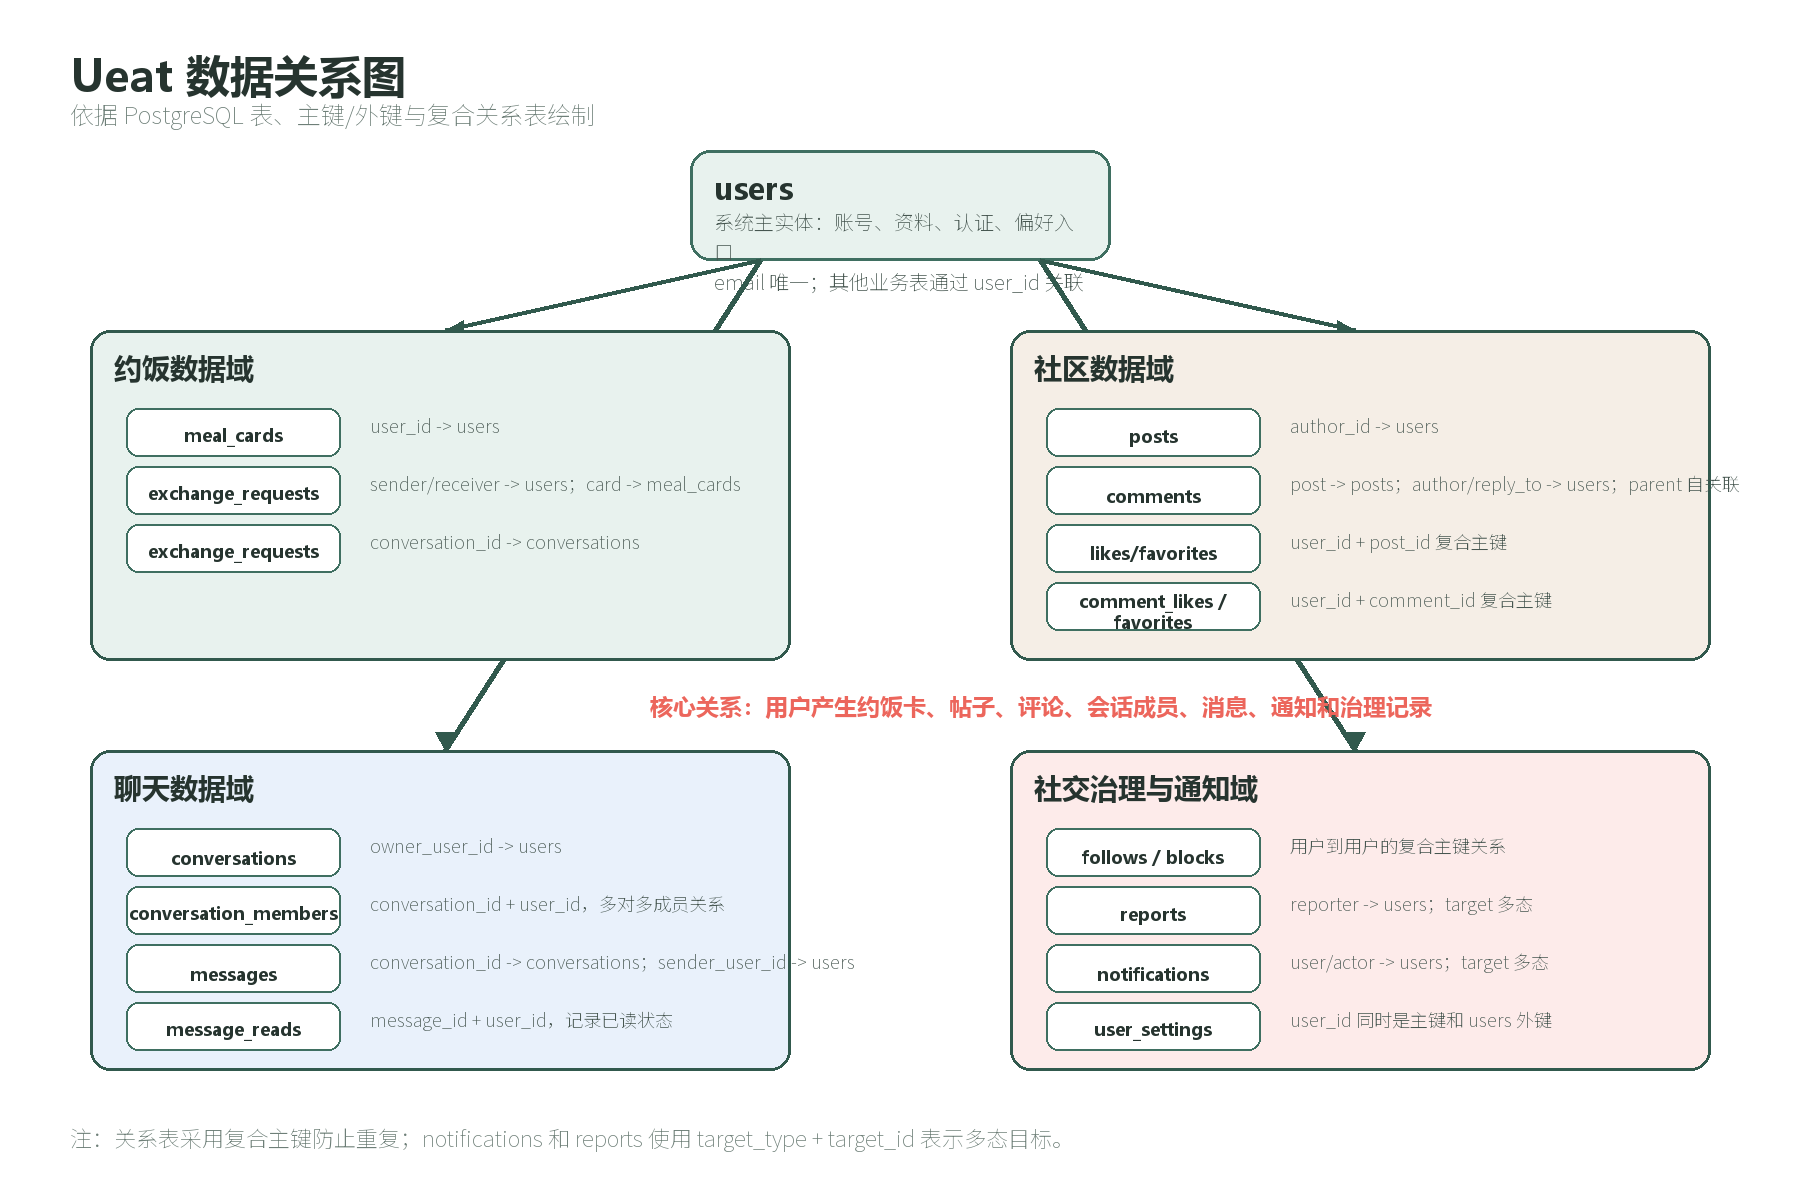 Ueat 数据关系图
依据 PostgreSQL 表、主键/外键与复合关系表绘制
users
系统主实体：账号、资料、认证、偏好入
口
email 唯一；其他业务表通过 user_id 关联
约饭数据域
meal_cards
user_id -> users
exchange_requests
sender/receiver -> users；card -> meal_cards
exchange_requests
conversation_id -> conversations
社区数据域
posts
author_id -> users
comments
post -> posts；author/reply_to -> users；parent 自关联
likes/favorites
user_id + post_id 复合主键
comment_likes /
favorites
user_id + comment_id 复合主键
核心关系：用户产生约饭卡、帖子、评论、会话成员、消息、通知和治理记录
聊天数据域
conversations
owner_user_id -> users
conversation_members
conversation_id + user_id，多对多成员关系
messages
conversation_id -> conversations；sender_user_id -> users
message_reads
message_id + user_id，记录已读状态
社交治理与通知域
follows / blocks
用户到用户的复合主键关系
reports
reporter -> users；target 多态
notifications
user/actor -> users；target 多态
user_settings
user_id 同时是主键和 users 外键
注：关系表采用复合主键防止重复；notifications 和 reports 使用 target_type + target_id 表示多态目标。